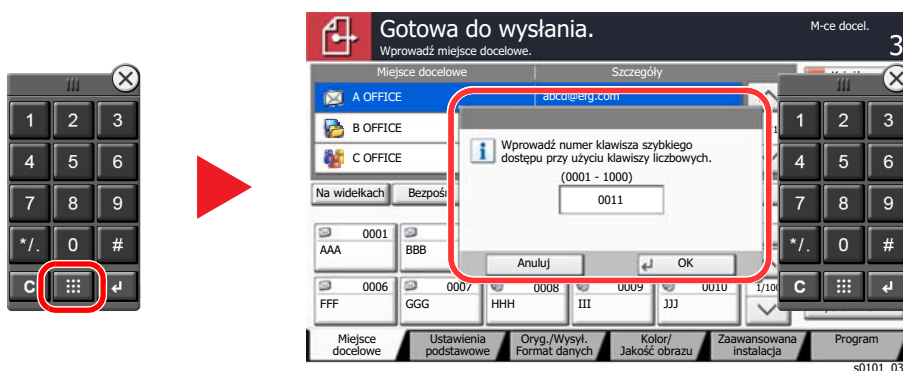 1 2 3
4 5 6
7 8 9
*/. 0 #
C
Gotowa do wysłania.
Wprowadź miejsce docelowe.
M-ce docel.
3
Miejsce docelowe Szczegóły
A OFFICE abcd@erg.com
B OFFICE
C OFFICE
Wprowadź numer klawisza szybkiego
dostępu przy użyciu klawiszy liczbowych.
(0001 - 1000)
0011
Anuluj OK
Na widełkach
0001
AAA BBB
0006 0007 0008 0009 0010
FFF GGG HHH III JJJ
1 2 3
4 5 6
7 8 9
*/. 0 #
C
Miejsce
docelowe
Ustawienia
podstawowe
Oryg./Wysył.
Format danych
Kolor/
Jakość obrazu
Zaawansowana
instalacja
Program
s0101_03